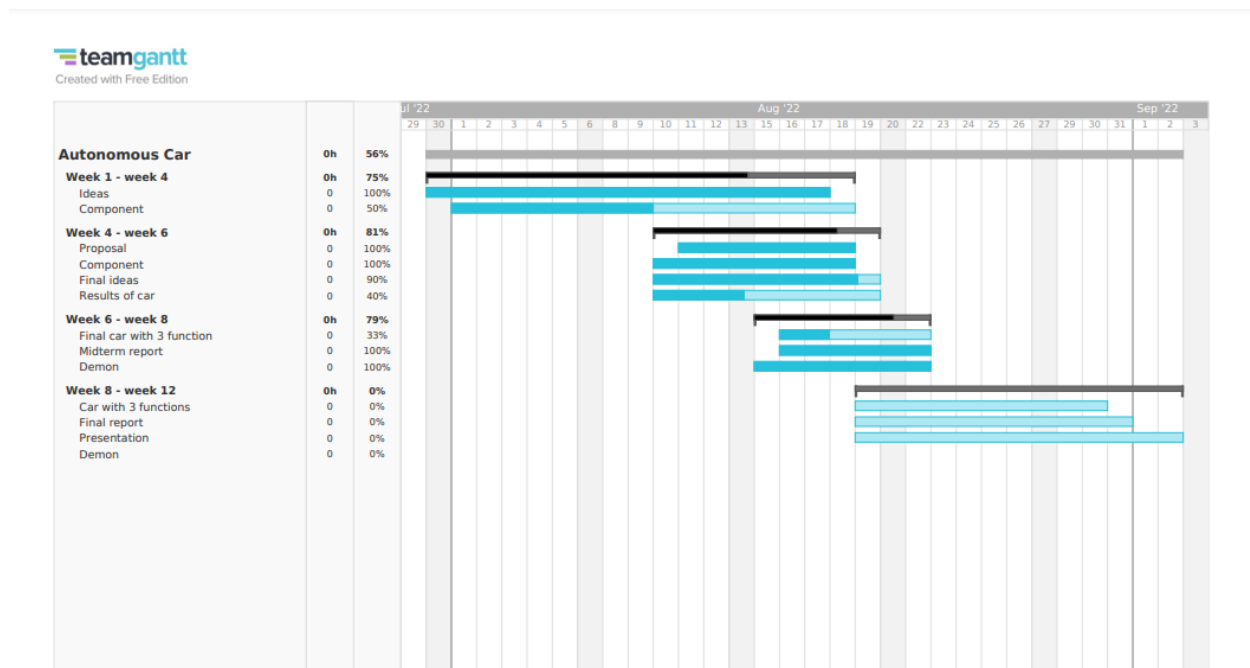 teamgantt
Created with Free Edition
ul '22 Aug '22 Sep '22
29 30 1 2 3 4 5 6 8 9 10 11 12 13 15 16 17 18 19 20 22 23 24 25 26 27 29 30 31 1 2 3
Autonomous Car 0h 56%
Week 1 - week 4 0h 75%
Ideas 0 100%
Component 0 50%
Week 4 - week 6 0h 81%
Proposal 0 100%
Component 0 100%
Final ideas 0 90%
Results of car 0 40%
Week 6 - week 8 0h 79%
Final car with 3 function 0 33%
Midterm report 0 100%
Demon 0 100%
Week 8 - week 12 0h 0%
Car with 3 functions 0 0%
Final report 0 0%
Presentation 0 0%
Demon 0 0%